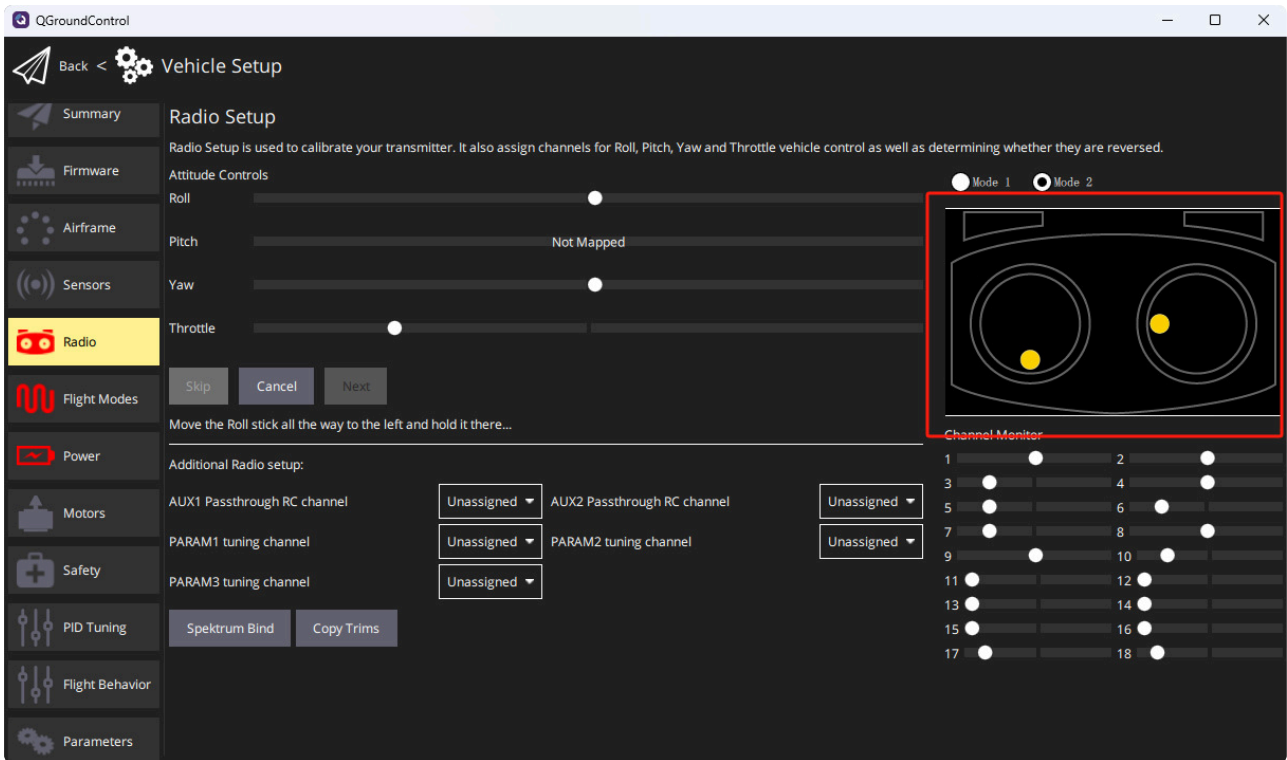 QGroundControl
Back < Vehicle Setup
Summary
Firmware
Airframe
Sensors
Radio
Flight Modes
Power
Motors
Safety
PID Tuning
Flight Behavior
Parameters
Radio Setup
Radio Setup is used to calibrate your transmitter. It also assign channels for Roll, Pitch, Yaw and Throttle vehicle control as well as determining whether they are reversed.
Attitude Controls
Roll
Pitch Not Mapped
Yaw
Throttle
Skip Cancel Next
Move the Roll stick all the way to the left and hold it there...
Additional Radio setup:
AUX1 Passthrough RC channel Unassigned AUX2 Passthrough RC channel Unassigned
PARAM1 tuning channel Unassigned PARAM2 tuning channel Unassigned
PARAM3 tuning channel Unassigned
Spektrum Bind Copy Trims
Mode 1 Mode 2
Channel Monitor
1 2
3 4
5 6
7 8
9 10
11 12
13 14
15 16
17 18